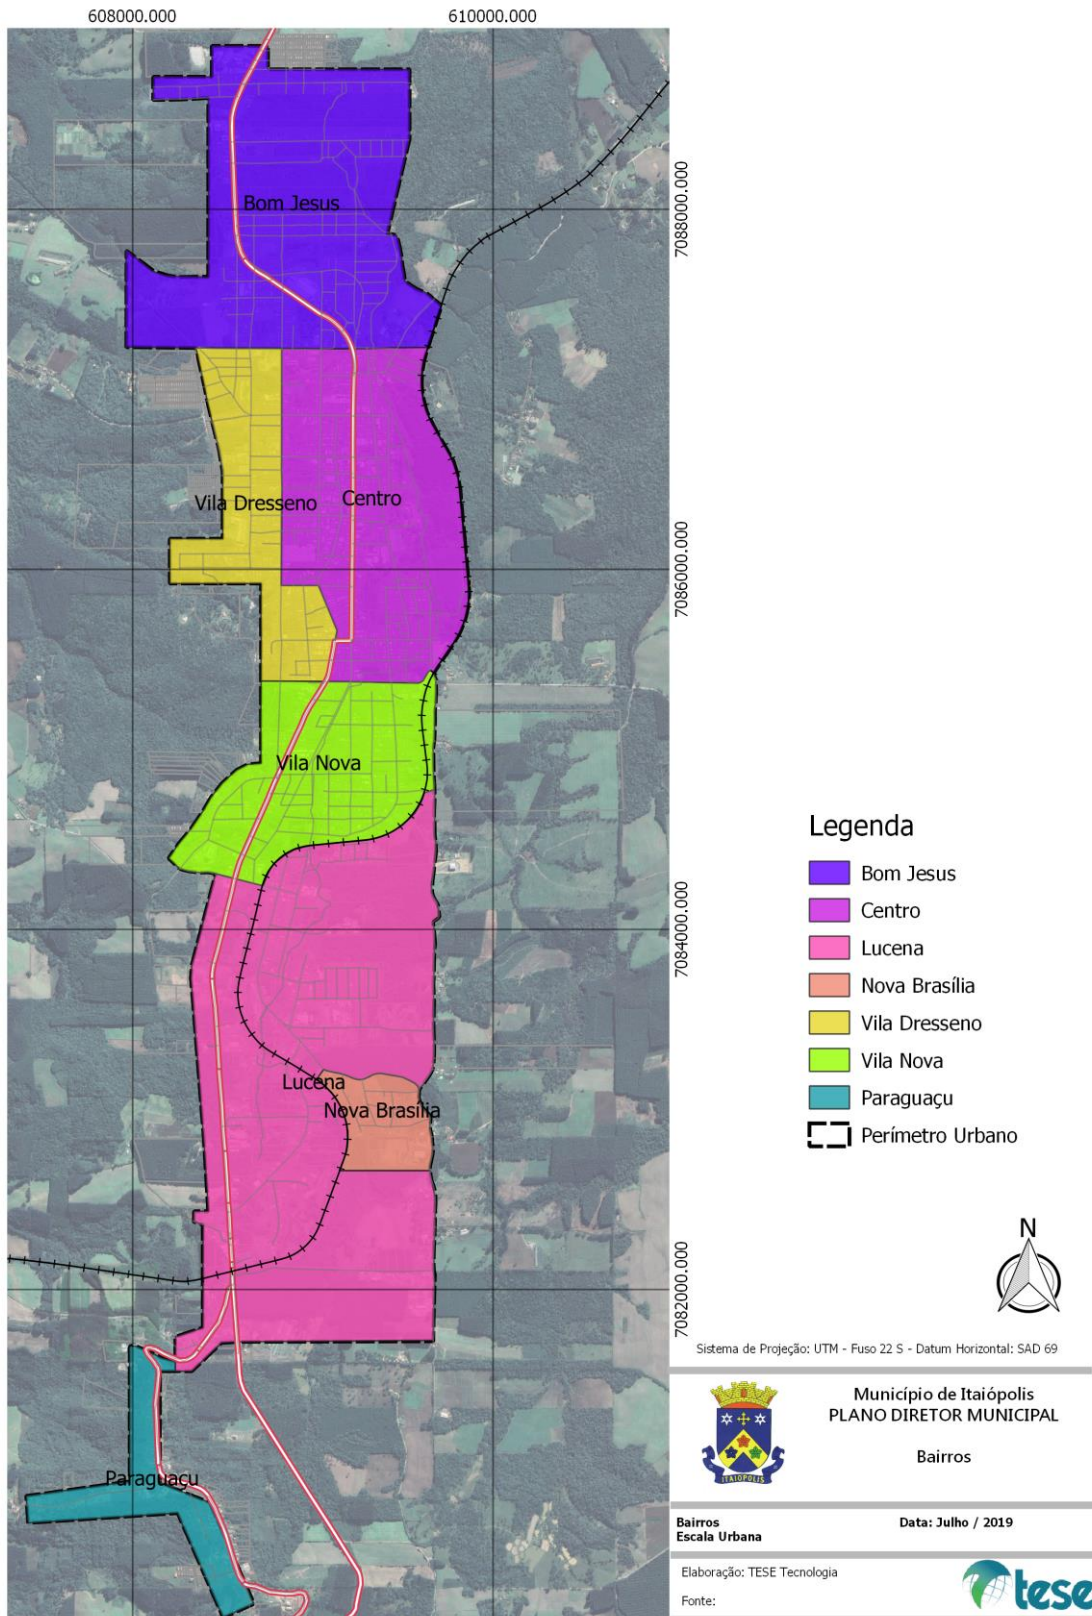 608000.000
610000.000
7088000.000
7086000.000
7084000.000
7082000.000
Bom Jesus
Vila Dresseno
Centro
Vila Nova
Lucena
Nova Brasília
Paraguaçu
Legenda
Bom Jesus
Centro
Lucena
Nova Brasília
Vila Dresseno
Vila Nova
Paraguaçu
Perímetro Urbano
N
Sistema de Projeção: UTM - Fuso 22 S - Datum Horizontal: SAD 69
ITAIÓPOLIS
Município de Itaiópolis
PLANO DIRETOR MUNICIPAL
Bairros
Bairros
Escala Urbana
Data: Julho / 2019
Elaboração: TESE Tecnologia
Fonte:
tese